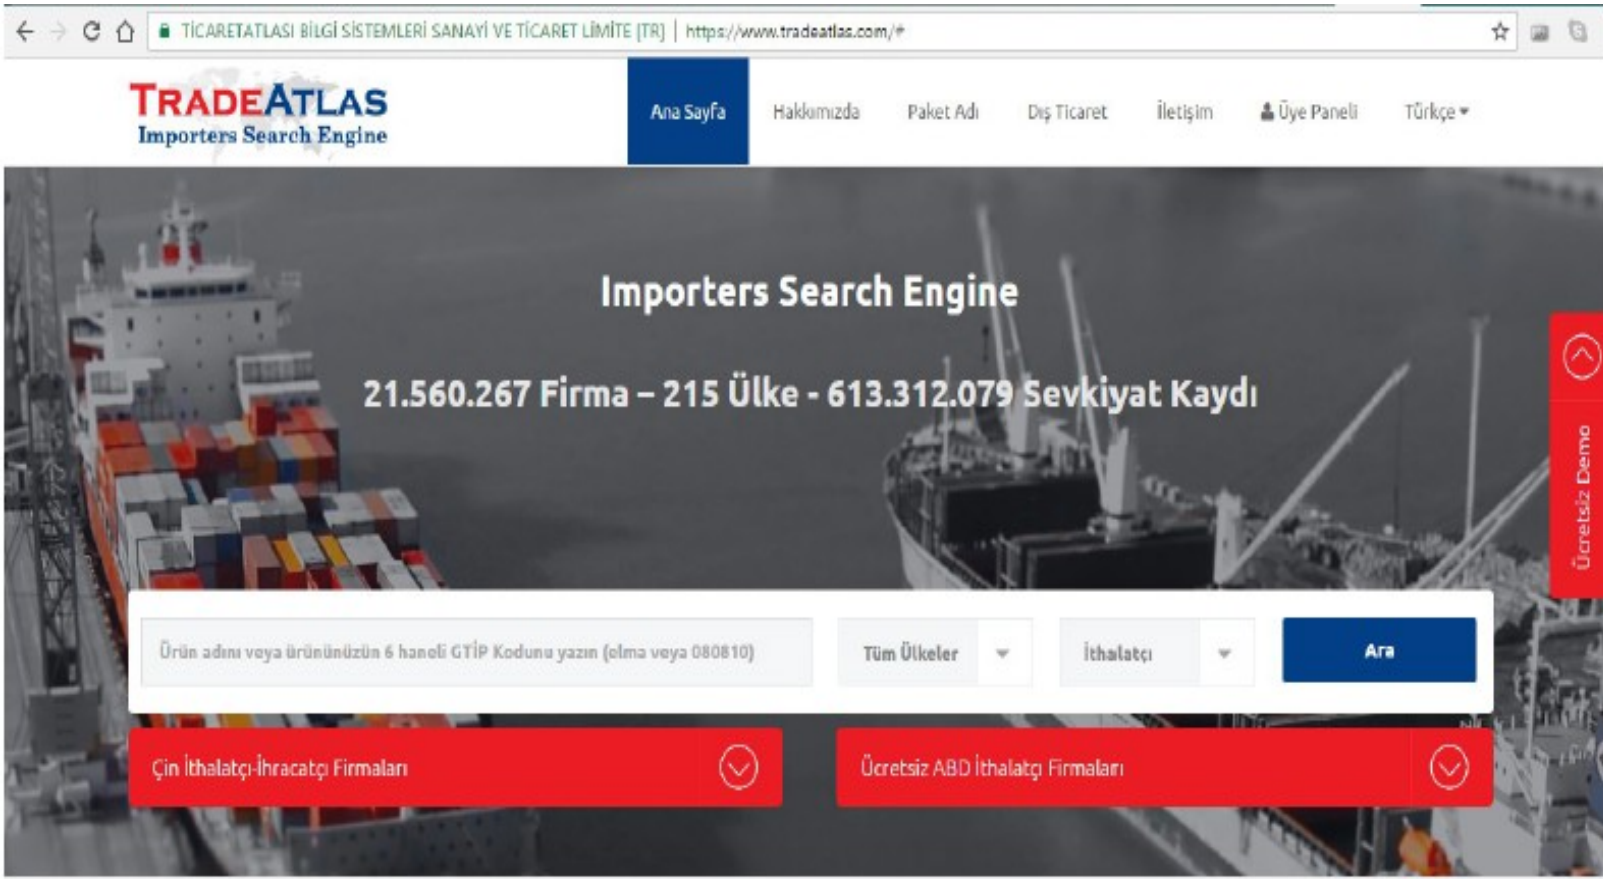 TİCARETATLASI BİLGİ SİSTEMLERİ SANAYİ VE TİCARET LİMİTE [TR] | https://www.tradeatlas.com/#
TRADEATLAS
Importers Search Engine
Ana Sayfa Hakkımızda Paket Adı Dış Ticaret İletişim Üye Paneli Türkçe
Importers Search Engine
21.560.267 Firma – 215 Ülke - 613.312.079 Sevkiyat Kaydı
Ücretsiz Demo
Ürün adını veya ürününüzün 6 haneli GTİP Kodunu yazın (elma veya 080810) Tüm Ülkeler İthalatçı Ara
Çin İthalatçı-İhracatçı Firmaları Ücretsiz ABD İthalatçı Firmaları